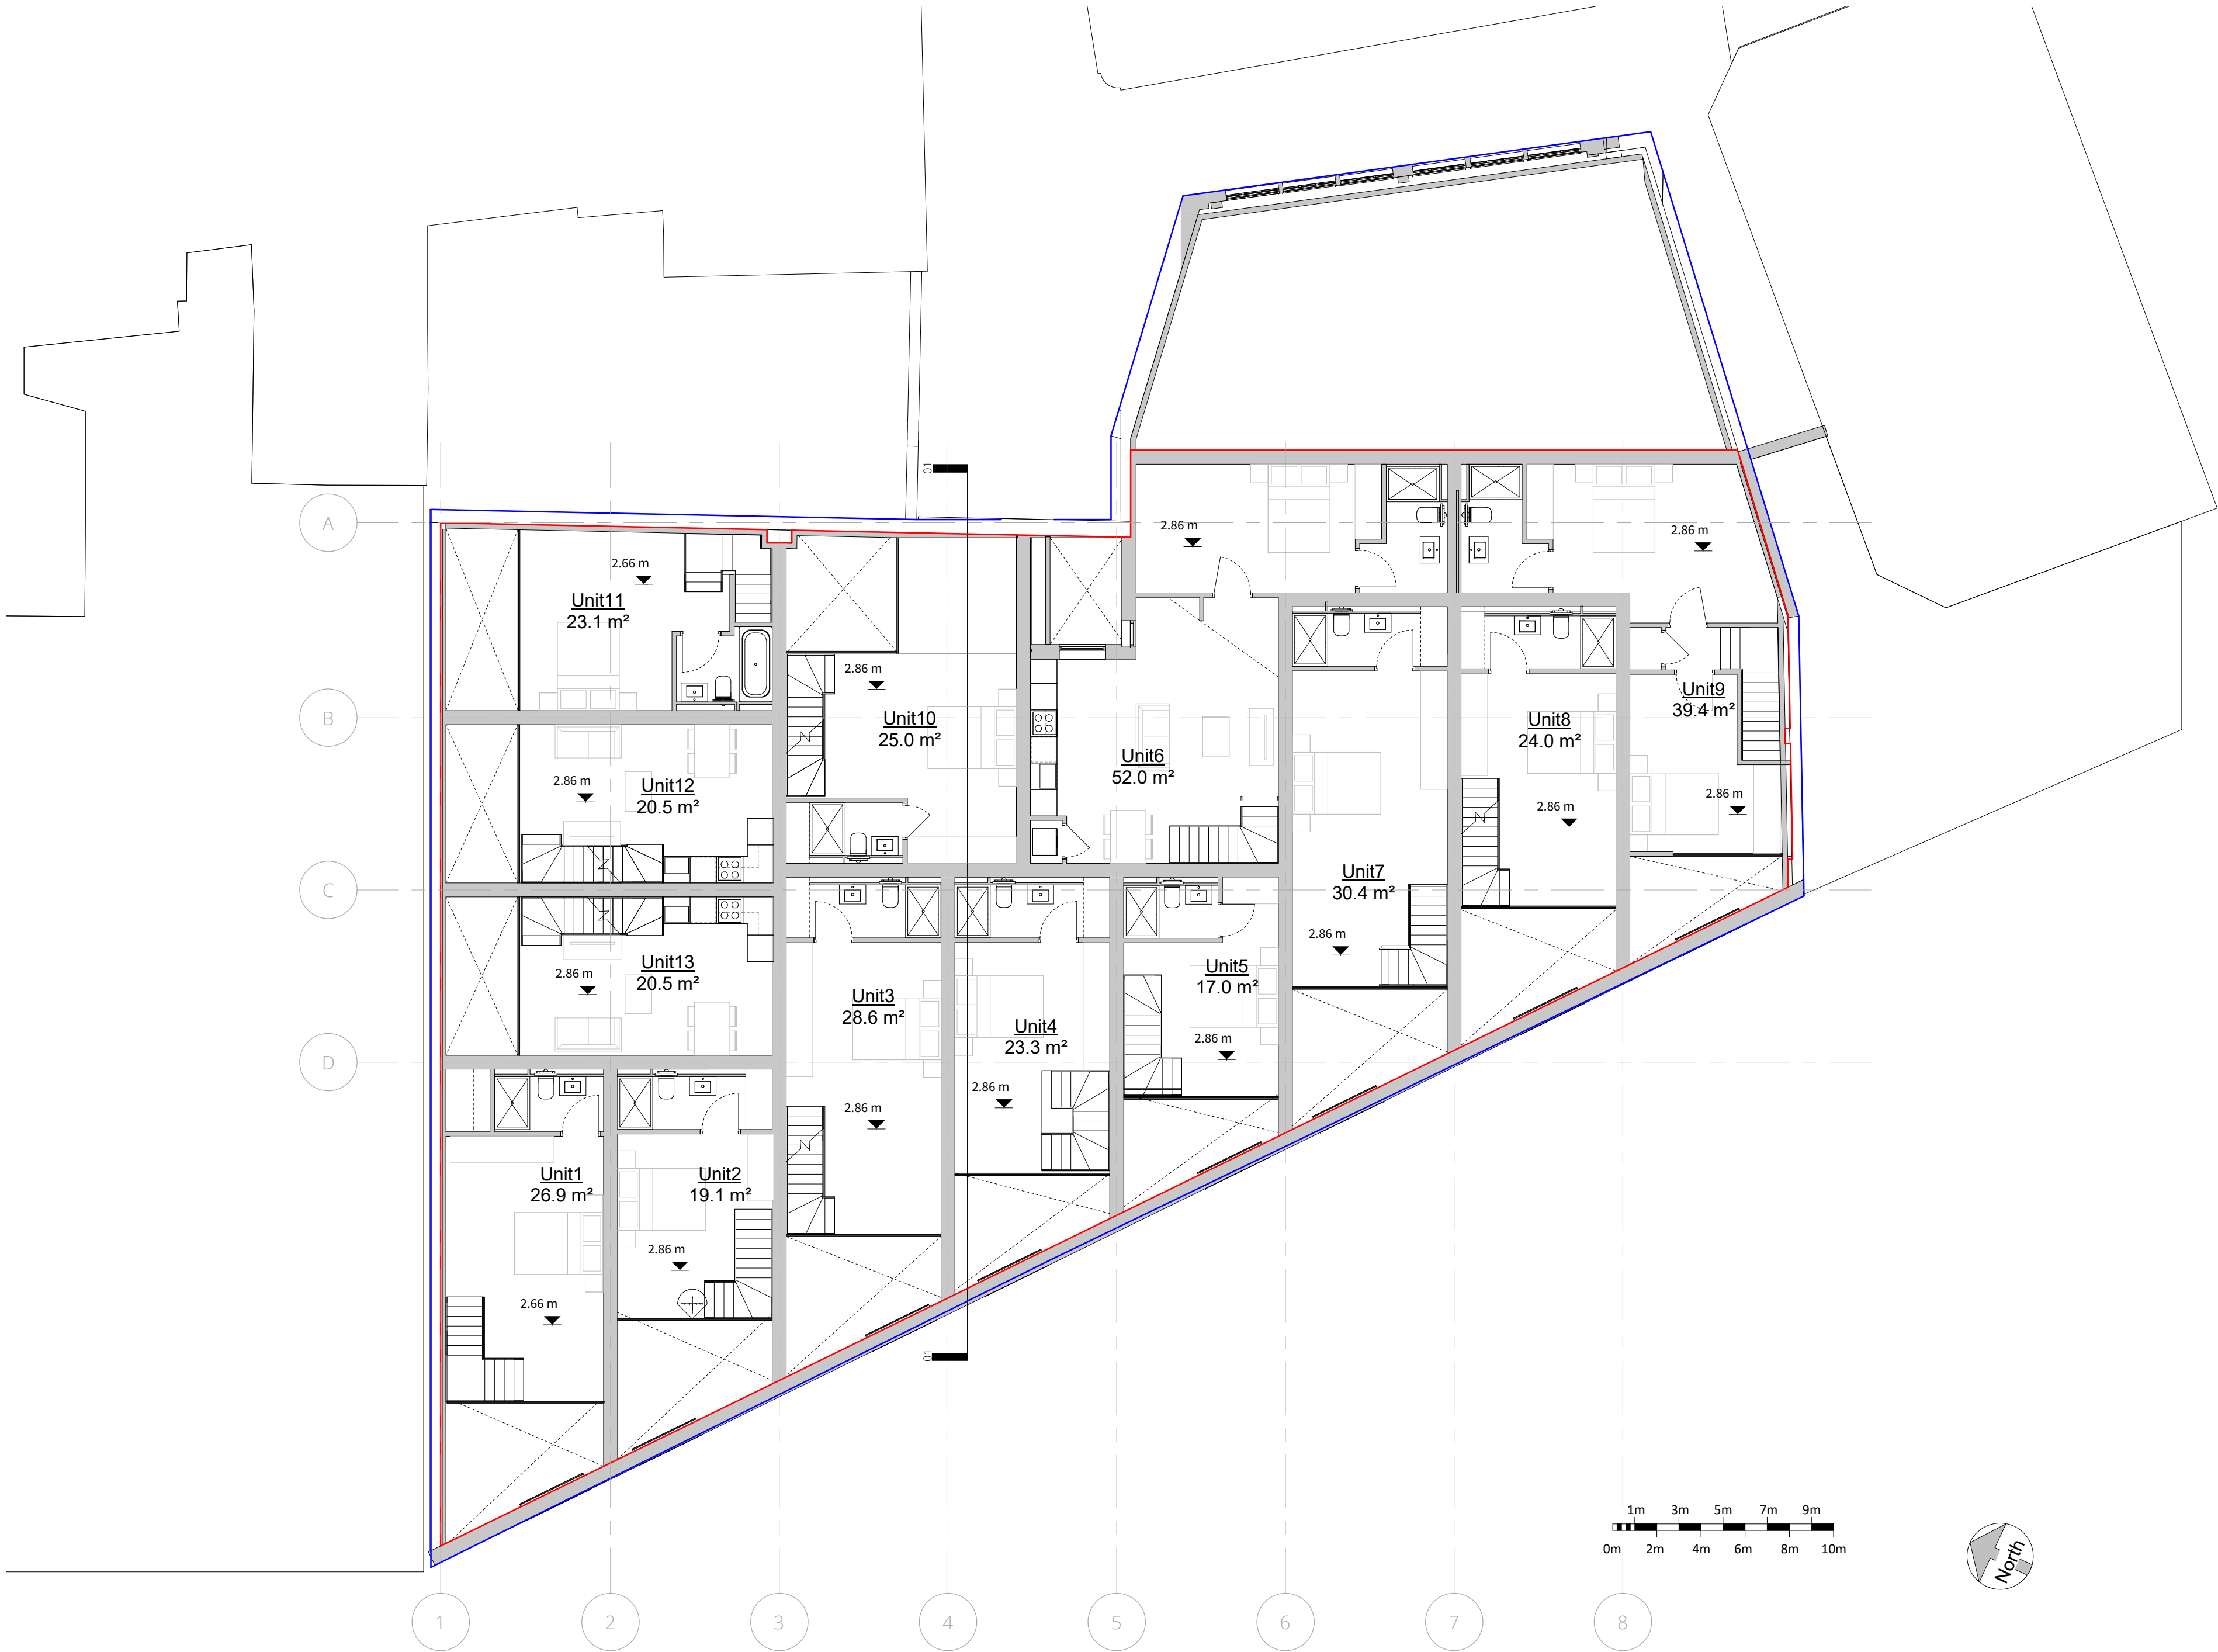 01
A
2.86 m
2.86 m
2.66 m
Unit11
23.1 m²
2.86 m
Unit10
25.0 m²
Unit9
39.4 m²
B
Unit8
24.0 m²
Unit6
52.0 m²
2.86 m
Unit12
20.5 m²
2.86 m
2.86 m
C
Unit7
30.4 m²
2.86 m
Unit13
20.5 m²
2.86 m
Unit5
17.0 m²
Unit3
28.6 m²
Unit4
23.3 m²
2.86 m
D
2.86 m
2.86 m
Unit1
26.9 m²
Unit2
19.1 m²
2.86 m
2.66 m
01
1m 3m 5m 7m 9m
0m 2m 4m 6m 8m 10m
North
1 2 3 4 5 6 7 8